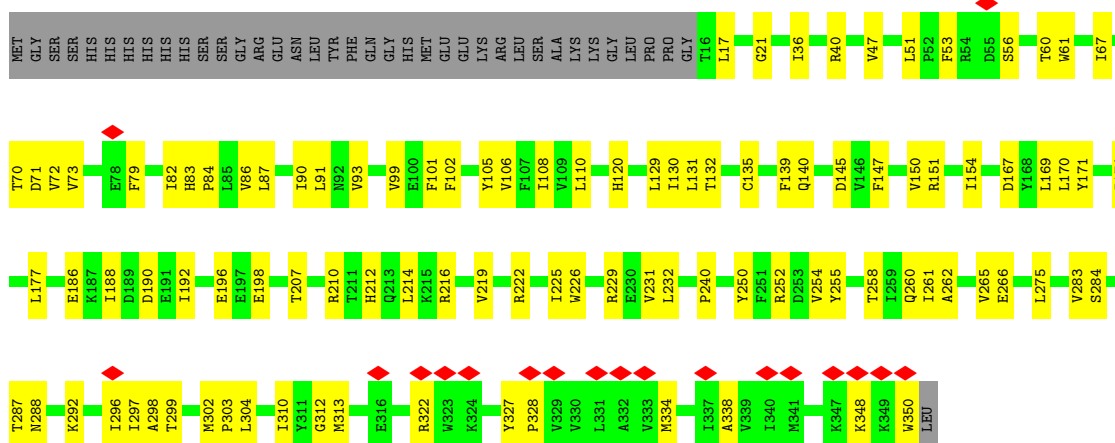 MET GLY SER SER HIS HIS HIS HIS HIS HIS SER SER GLY ARG GLU ASN LEU TYR PHE GLN GLY HIS MET GLU GLU LYS ARG LEU SER ALA LYS LYS GLY LEU PRO PRO GLY T16 L17 G21 I36 R40 V47 L51 P52 F53 R54 D55 S56 T60 W61 I67
T70 D71 V72 V73 E78 F79 I82 H83 P84 L85 V86 L87 I90 L91 N92 V93 V99 E100 F101 F102 Y105 V106 F107 I108 V109 L110 H120 L129 I130 L131 T132 C135 F139 Q140 D145 V146 F147 V150 R151 I154 D167 Y168 L169 L170 Y171
L177 E186 K187 I188 D189 D190 E191 I192 E196 E197 E198 T207 R210 T211 H212 Q213 L214 K215 R216 V219 R222 I225 W226 R229 E230 V231 L232 P240 Y250 F251 R252 D253 V254 Y255 T258 I259 Q260 I261 A262 V265 E266 L275 V283 S284
T287 N288 K292 I296 I297 A298 T299 M302 P303 L304 I310 Y311 G312 M313 E316 R322 W323 K324 Y327 P328 V329 V330 L331 A332 V333 M334 I337 A338 V339 I340 M341 K347 K348 K349 W350 LEU